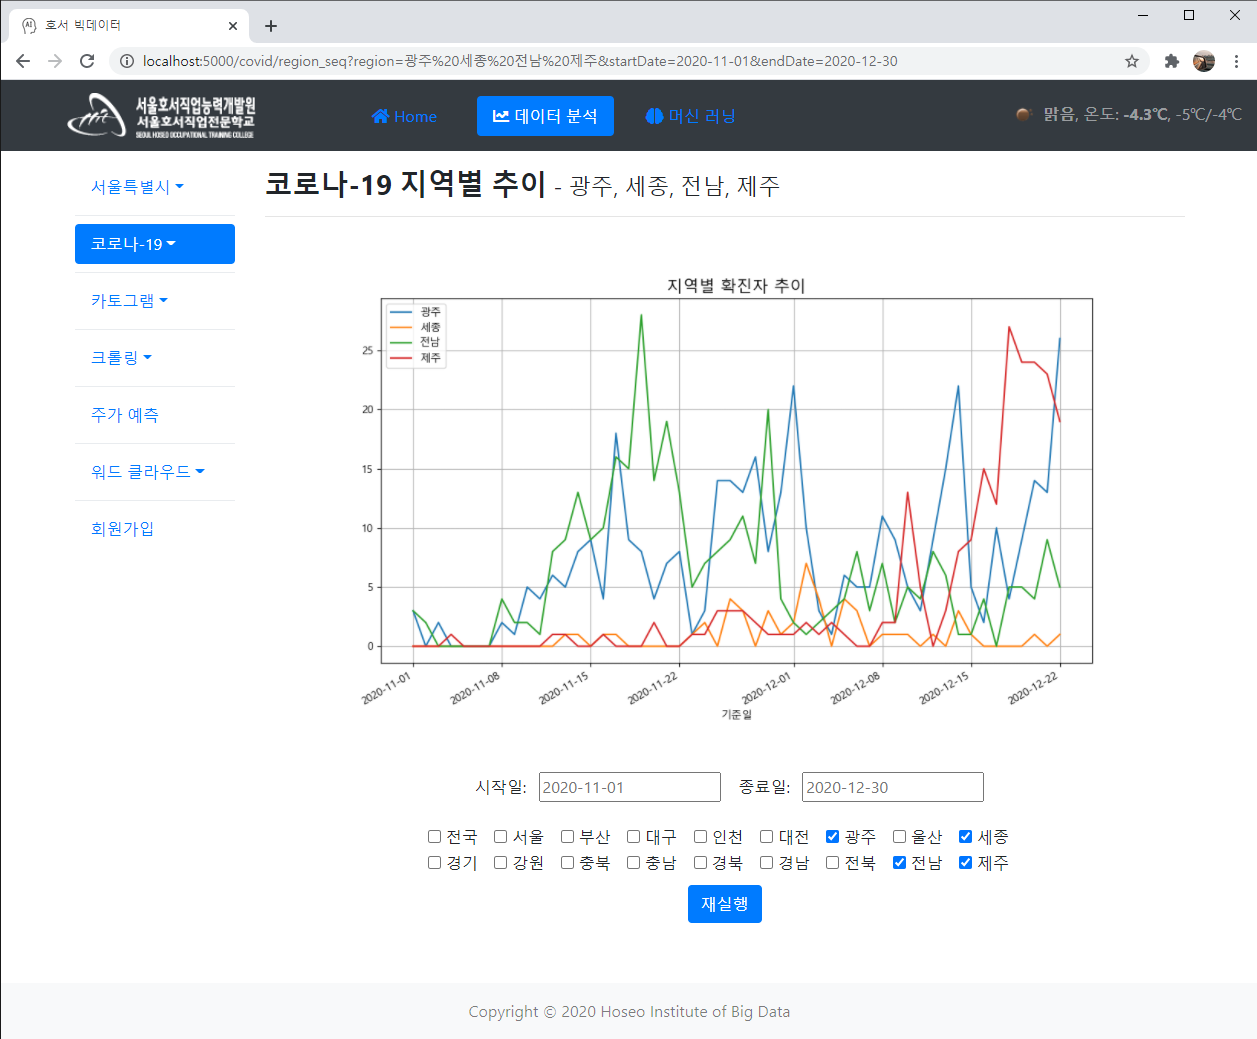 호서 빅데이터
localhost:5000/covid/region_seq?region=광주%20세종%20전남%20제주&startDate=2020-11-01&endDate=2020-12-30
서울호서직업능력개발원
서울호서직업전문학교
SEOUL HOSEO OCCUPATIONAL TRAINING COLLEGE
Home
데이터 분석
머신 러닝
맑음, 온도: -4.3℃, -5℃/-4℃
서울특별시
코로나-19
카토그램
크롤링
주가 예측
워드 클라우드
회원가입
코로나-19 지역별 추이 - 광주, 세종, 전남, 제주
지역별 확진자 추이
광주
세종
전남
제주
25
20
15
10
5
0
2020-11-01 2020-11-08 2020-11-15 2020-11-22 2020-12-01 2020-12-08 2020-12-15 2020-12-22
기준일
시작일: 2020-11-01 종료일: 2020-12-30
전국 서울 부산 대구 인천 대전 광주 울산 세종
경기 강원 충북 충남 경북 경남 전북 전남 제주
재실행
Copyright © 2020 Hoseo Institute of Big Data